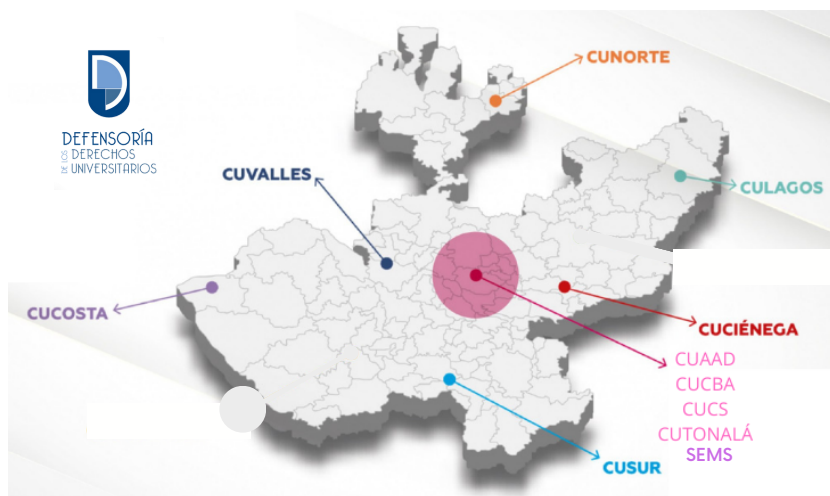 CUNORTE
DEFENSORÍA
DE LOS DERECHOS
UNIVERSITARIOS
CUVALLES
CULAGOS
CUCOSTA
CUCIÉNEGA
CUAAD
CUCBA
CUCS
CUTONALÁ
SEMS
CUSUR